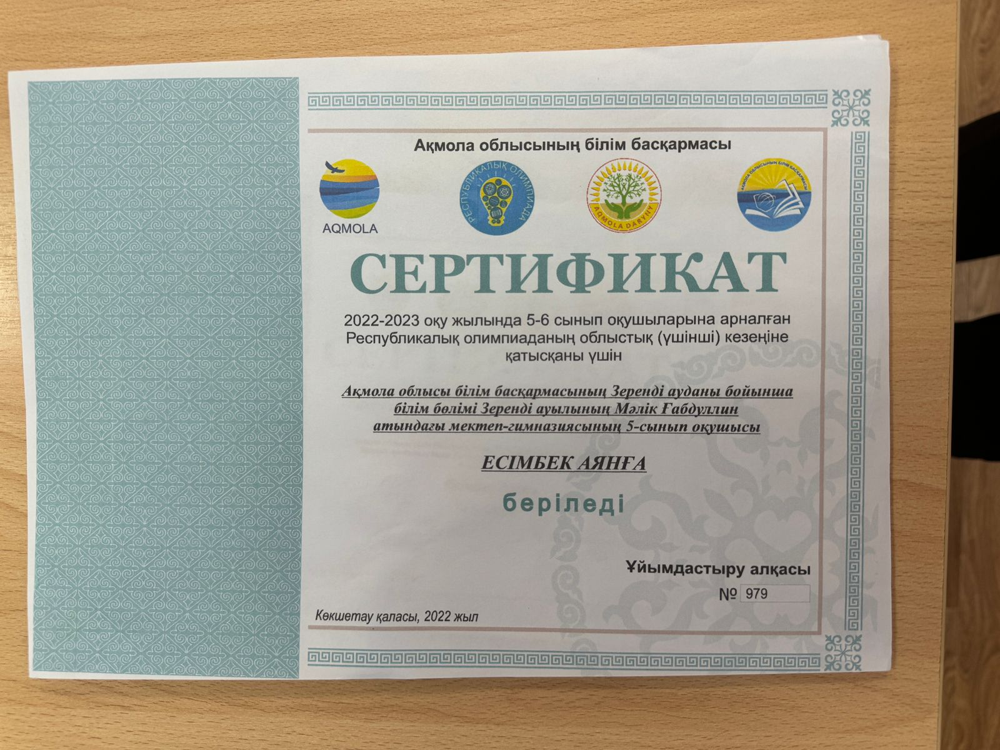 Ақмола облысының білім басқармасы
AQMOLA
РЕСПУБЛИКАЛЫҚ ОЛИМПИАДА
AQMOLA DARYNY
АҚМОЛА ОБЛЫСЫНЫҢ БІЛІМ БАСҚАРМАСЫ
СЕРТИФИКАТ
2022-2023 оқу жылында 5-6 сынып оқушыларына арналған
Республикалық олимпиаданың облыстық (үшінші) кезеңіне
қатысқаны үшін
Ақмола облысы білім басқармасының Зеренді ауданы бойынша
білім бөлімі Зеренді ауылының Мәлік Ғабдуллин
атындағы мектеп-гимназиясының 5-сынып оқушысы
ЕСІМБЕК АЯНҒА
беріледі
Ұйымдастыру алқасы
№ 979
Көкшетау қаласы, 2022 жыл